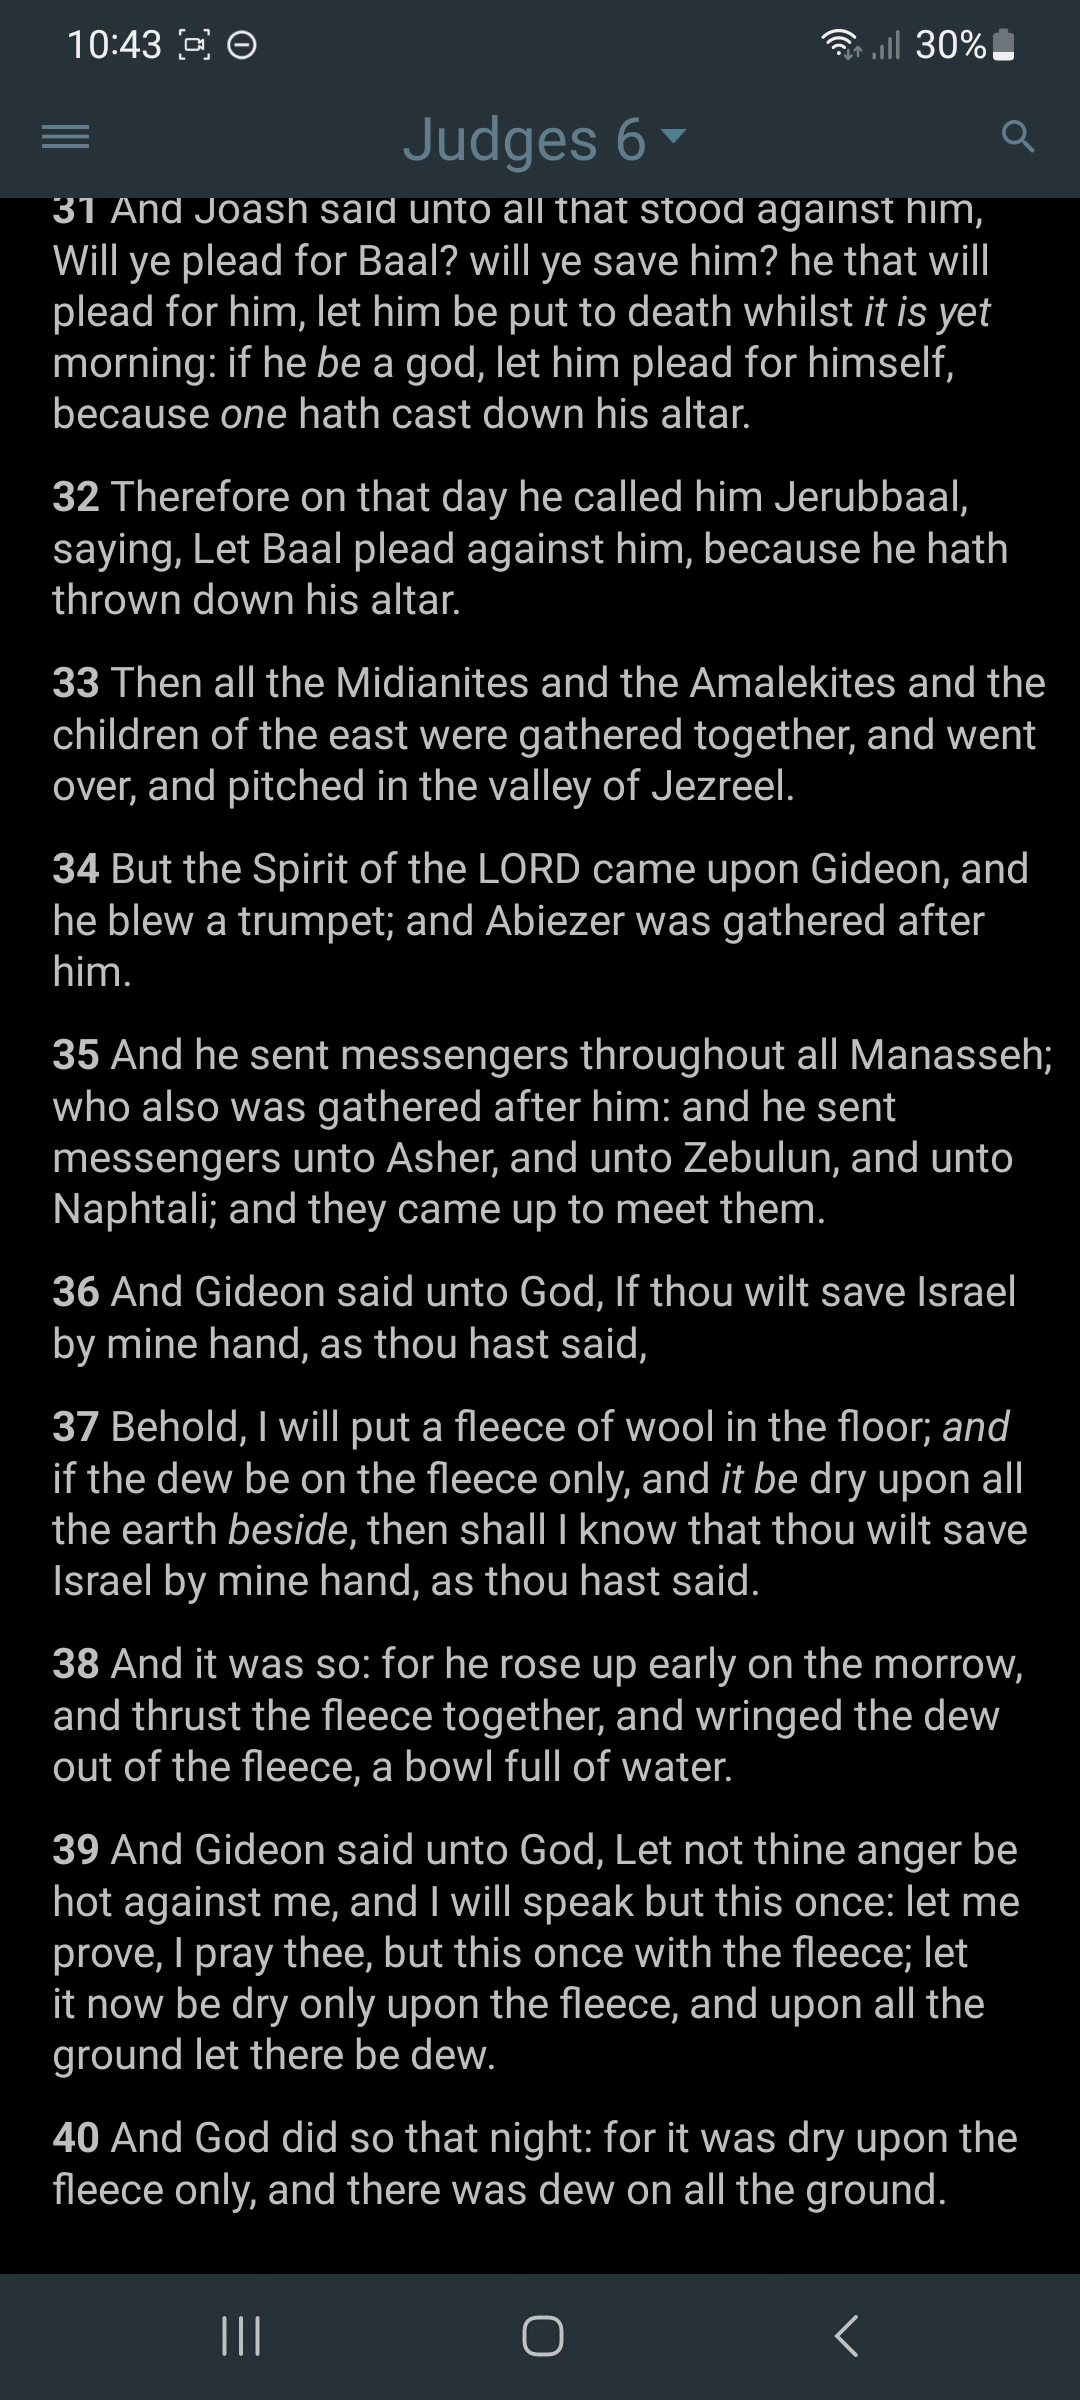 10:43 30%
Judges 6
31 And Joash said unto all that stood against him,
Will ye plead for Baal? will ye save him? he that will
plead for him, let him be put to death whilst it is yet
morning: if he be a god, let him plead for himself,
because one hath cast down his altar.
32 Therefore on that day he called him Jerubbaal,
saying, Let Baal plead against him, because he hath
thrown down his altar.
33 Then all the Midianites and the Amalekites and the
children of the east were gathered together, and went
over, and pitched in the valley of Jezreel.
34 But the Spirit of the LORD came upon Gideon, and
he blew a trumpet; and Abiezer was gathered after
him.
35 And he sent messengers throughout all Manasseh;
who also was gathered after him: and he sent
messengers unto Asher, and unto Zebulun, and unto
Naphtali; and they came up to meet them.
36 And Gideon said unto God, If thou wilt save Israel
by mine hand, as thou hast said,
37 Behold, I will put a fleece of wool in the floor; and
if the dew be on the fleece only, and it be dry upon all
the earth beside, then shall I know that thou wilt save
Israel by mine hand, as thou hast said.
38 And it was so: for he rose up early on the morrow,
and thrust the fleece together, and wringed the dew
out of the fleece, a bowl full of water.
39 And Gideon said unto God, Let not thine anger be
hot against me, and I will speak but this once: let me
prove, I pray thee, but this once with the fleece; let
it now be dry only upon the fleece, and upon all the
ground let there be dew.
40 And God did so that night: for it was dry upon the
fleece only, and there was dew on all the ground.